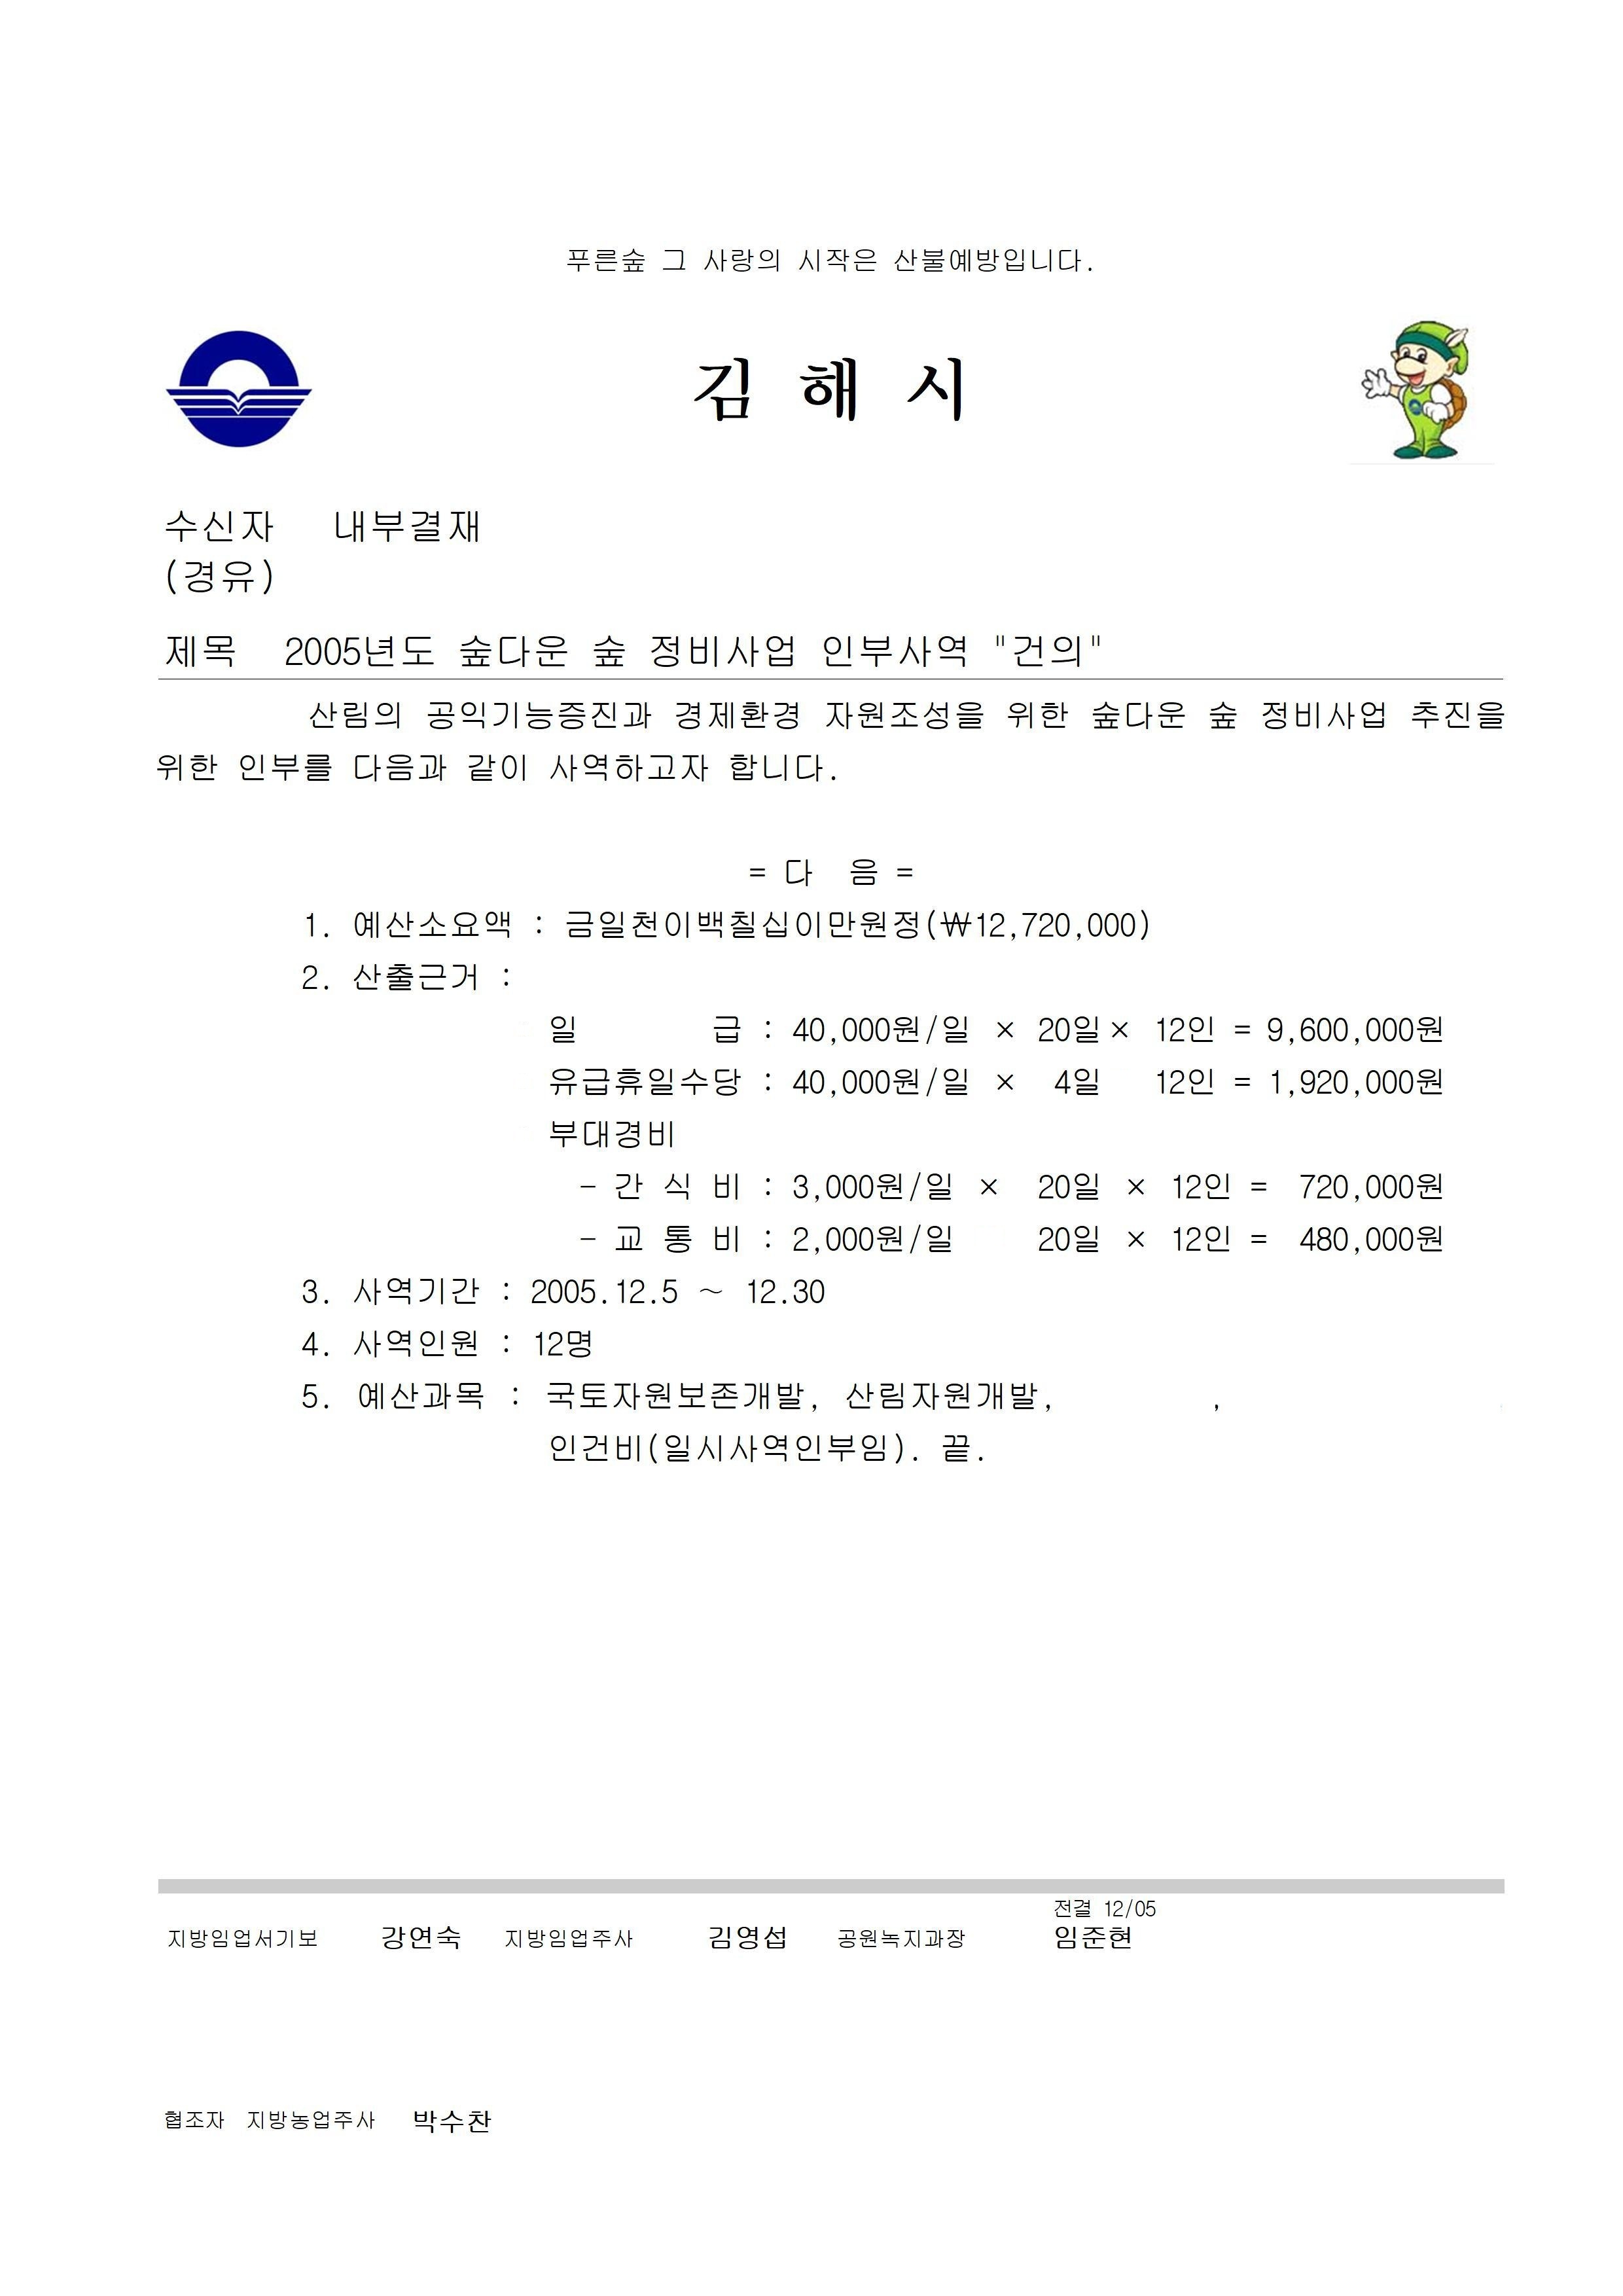 푸른숲 그 사랑의 시작은 산불예방입니다.
김 해 시
수신자 내부결재
(경유)
제목 2005년도 숲다운 숲 정비사업 인부사역 "건의"
산림의 공익기능증진과 경제환경 자원조성을 위한 숲다운 숲 정비사업 추진을
위한 인부를 다음과 같이 사역하고자 합니다.
= 다 음 =
1. 예산소요액 : 금일천이백칠십이만원정(₩12,720,000)
2. 산출근거 :
일 급 : 40,000원/일 × 20일× 12인 = 9,600,000원
유급휴일수당 : 40,000원/일 × 4일 12인 = 1,920,000원
부대경비
- 간 식 비 : 3,000원/일 × 20일 × 12인 = 720,000원
- 교 통 비 : 2,000원/일 20일 × 12인 = 480,000원
3. 사역기간 : 2005.12.5 ~ 12.30
4. 사역인원 : 12명
5. 예산과목 : 국토자원보존개발, 산림자원개발, ,
인건비(일시사역인부임). 끝.
전결 12/05
지방임업서기보 강연숙 지방임업주사 김영섭 공원녹지과장 임준현
협조자 지방농업주사 박수찬